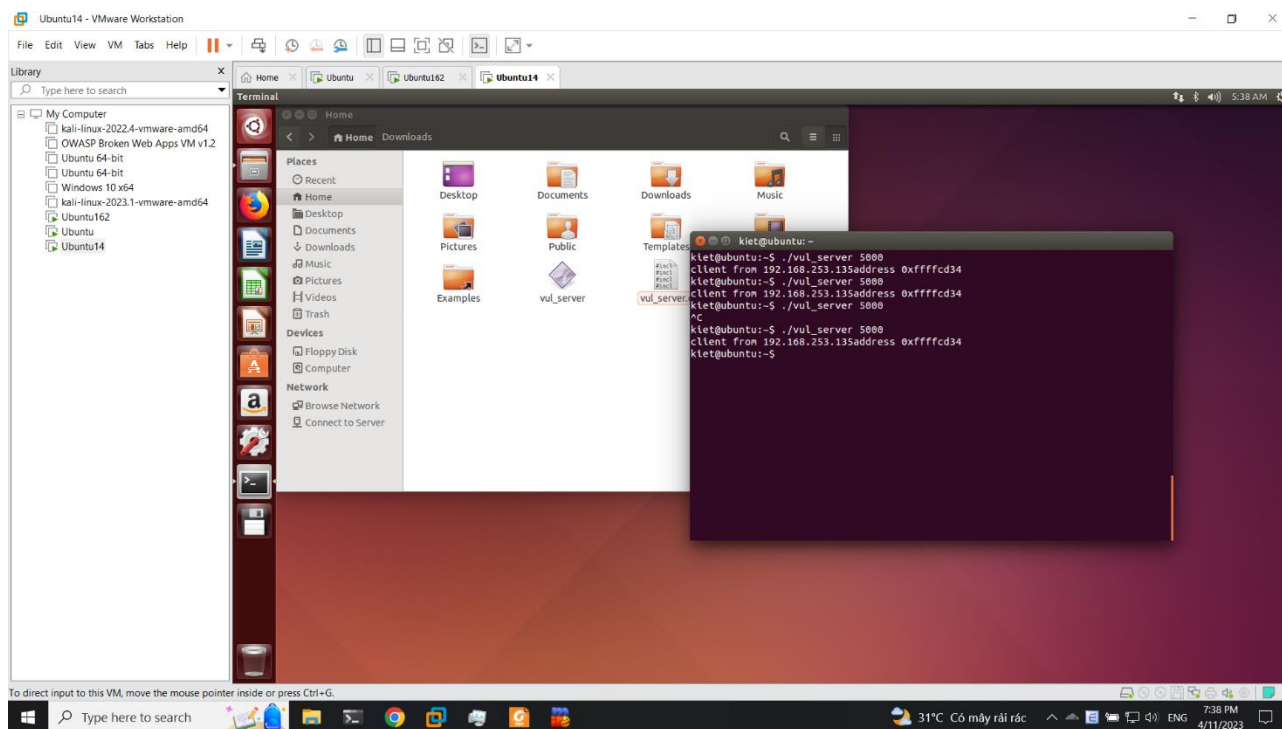 Ubuntu14 - VMware Workstation
File Edit View VM Tabs Help
Library
Type here to search
My Computer
kali-linux-2022.4-vmware-amd64
OWASP Broken Web Apps VM v1.2
Ubuntu 64-bit
Ubuntu 64-bit
Windows 10 x64
kali-linux-2023.1-vmware-amd64
Ubuntu162
Ubuntu
Ubuntu14
Home Ubuntu Ubuntu162 Ubuntu14
Terminal 5:38 AM
Home
Home Downloads
Places
Recent
Home
Desktop
Documents
Downloads
Music
Pictures
Videos
Trash
Devices
Floppy Disk
Computer
Network
Browse Network
Connect to Server
Desktop Documents Downloads Music
Pictures Public Templates
Examples vul_server vul_server.
kiet@ubuntu: ~
kiet@ubuntu:~$ ./vul_server 5000
client from 192.168.253.135address 0xffffcd34
kiet@ubuntu:~$ ./vul_server 5000
client from 192.168.253.135address 0xffffcd34
kiet@ubuntu:~$ ./vul_server 5000
^C
kiet@ubuntu:~$ ./vul_server 5000
client from 192.168.253.135address 0xffffcd34
kiet@ubuntu:~$
To direct input to this VM, move the mouse pointer inside or press Ctrl+G.
Type here to search
31°C Có mây rải rác
ENG
7:38 PM
4/11/2023